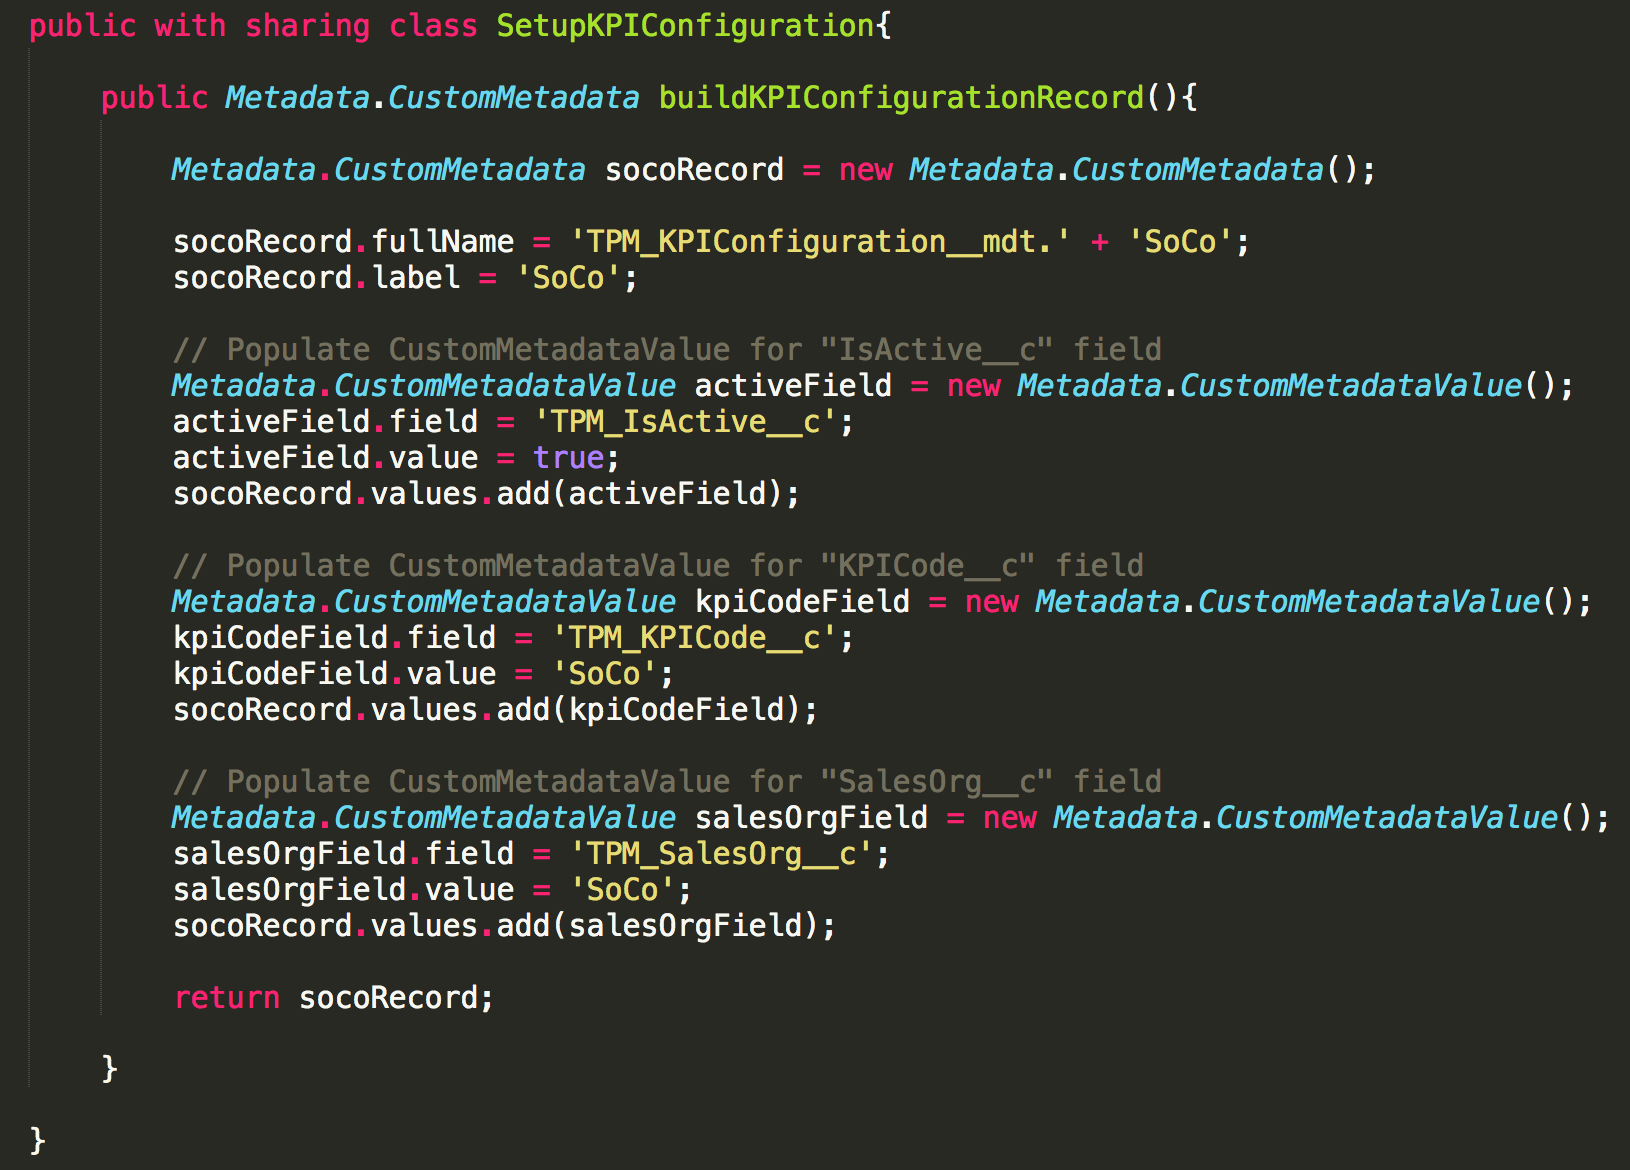 public with sharing class SetupKPIConfiguration{
public Metadata.CustomMetadata buildKPIConfigurationRecord(){
Metadata.CustomMetadata socoRecord = new Metadata.CustomMetadata();
socoRecord.fullName = 'TPM_KPIConfiguration__mdt.' + 'SoCo';
socoRecord.label = 'SoCo';
// Populate CustomMetadataValue for "IsActive__c" field
Metadata.CustomMetadataValue activeField = new Metadata.CustomMetadataValue();
activeField.field = 'TPM_IsActive__c';
activeField.value = true;
socoRecord.values.add(activeField);
// Populate CustomMetadataValue for "KPICode__c" field
Metadata.CustomMetadataValue kpiCodeField = new Metadata.CustomMetadataValue();
kpiCodeField.field = 'TPM_KPICode__c';
kpiCodeField.value = 'SoCo';
socoRecord.values.add(kpiCodeField);
// Populate CustomMetadataValue for "SalesOrg__c" field
Metadata.CustomMetadataValue salesOrgField = new Metadata.CustomMetadataValue();
salesOrgField.field = 'TPM_SalesOrg__c';
salesOrgField.value = 'SoCo';
socoRecord.values.add(salesOrgField);
return socoRecord;
}
}